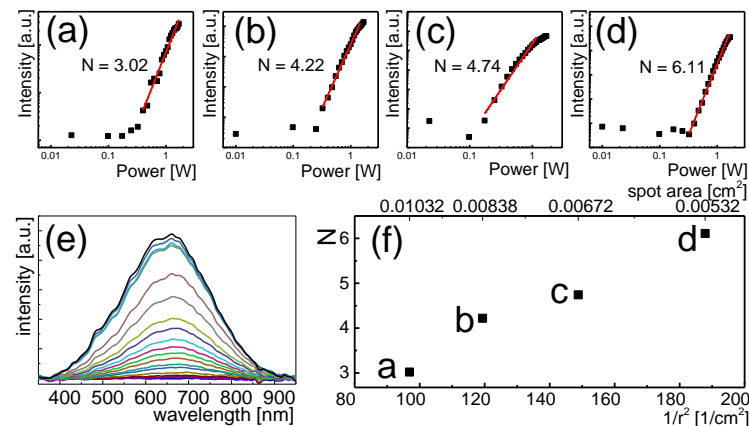 (a)
N = 3.02
Intensity [a.u.]
0.01 0.1 1
Power [W]
(b)
N = 4.22
Intensity [a.u.]
0.01 0.1 1
Power [W]
(c)
N = 4.74
Intensity [a.u.]
0.01 0.1 1
Power [W]
(d)
N = 6.11
Intensity [a.u.]
0.01 0.1 1
Power [W]
(e)
intensity [a.u.]
400 500 600 700 800 900
wavelength [nm]
spot area [cm²]
0.01032 0.00838 0.00672 0.00532
(f)
N
6
5
4
3
a
b
c
d
80 100 120 140 160 180 200
1/r² [1/cm²]